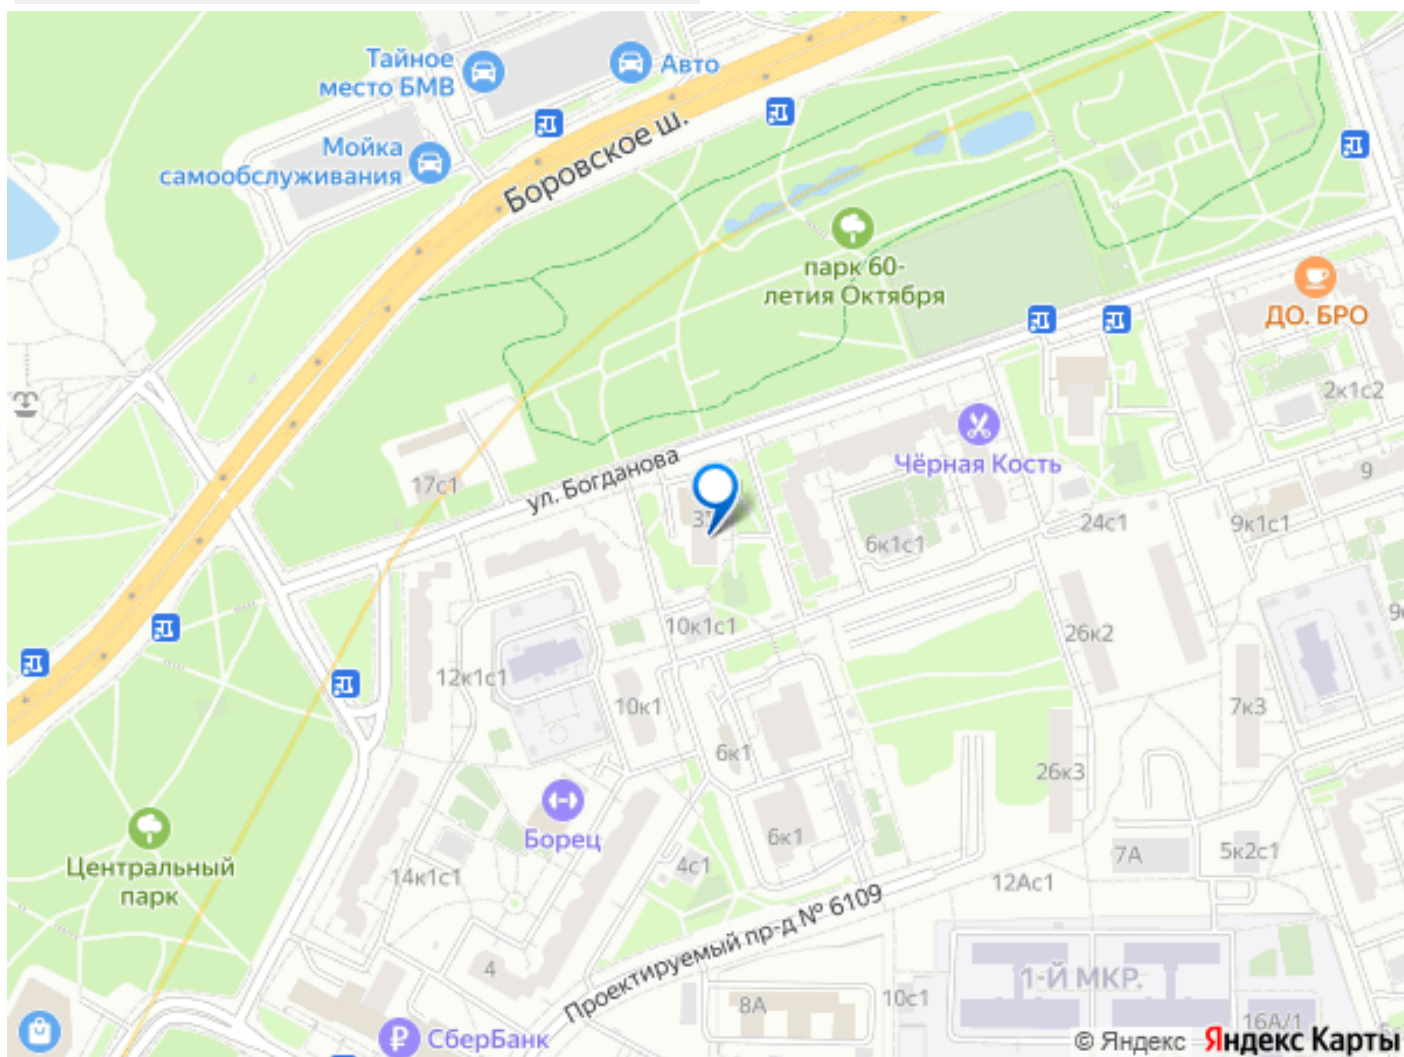 Тайное
место БМВ
Авто
Мойка
самообслуживания
Боровское ш.
парк 60-
летия Октября
ДО. БРО
2к1с2
Чёрная Кость
9
17с1
ул. Богданова
24с1
9к1с1
6к1с1
10к1с1
26к2
12к1с1
10к1
7к3
6к1
26к3
Борец
6к1
7А
5к2с1
Центральный
парк
14к1с1
4с1
12Ас1
Проектируемый пр-д № 6109
4
1-Й МКР.
8А
10с1
16А/1
СберБанк
© Яндекс Яндекс Карты